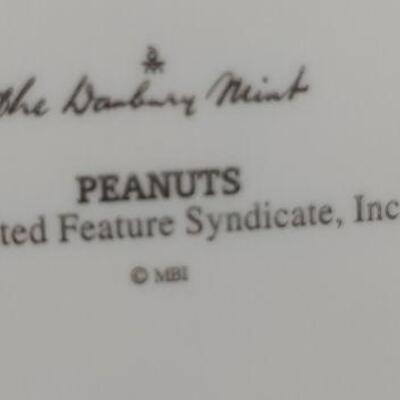 the Danbury Mint
PEANUTS
ted Feature Syndicate, Inc
© MBI